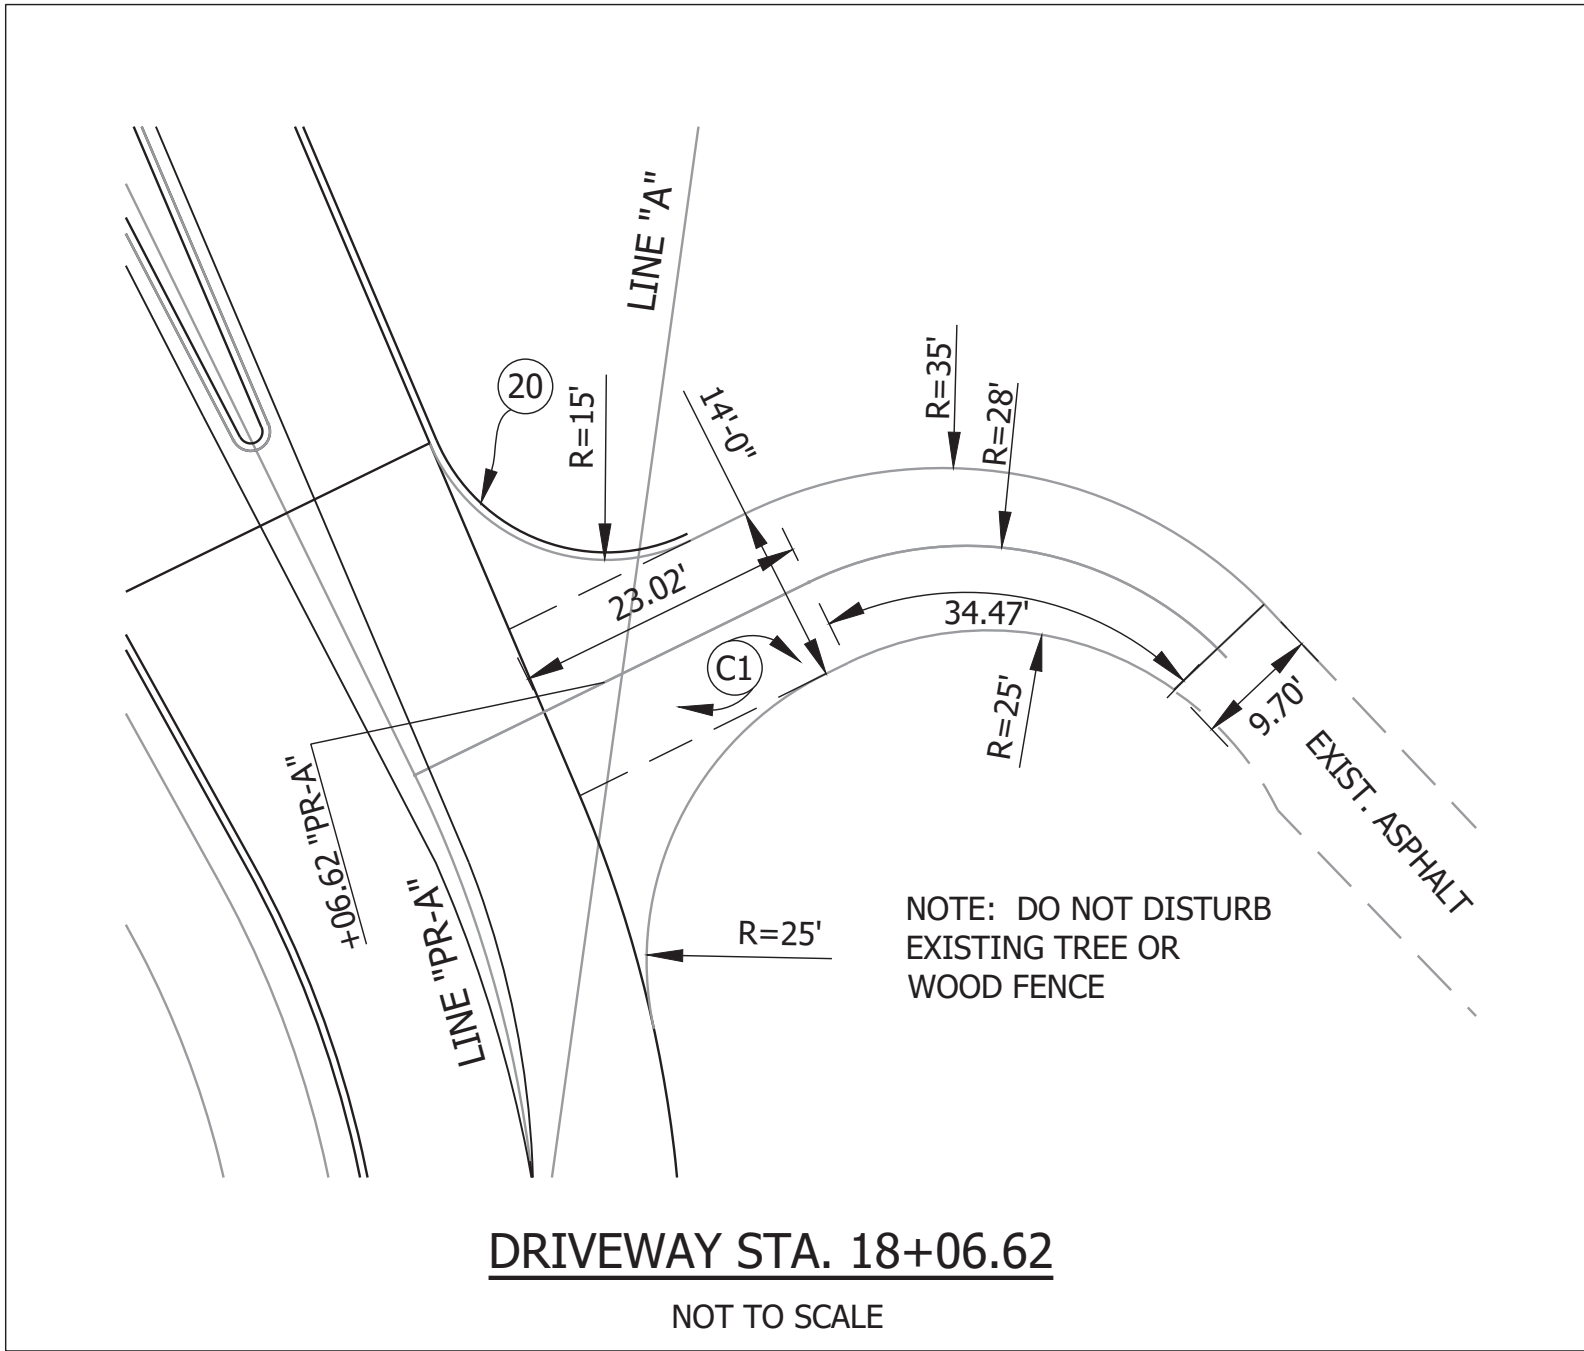 LINE "A"
20
R=15'
14'-0"
R=35'
R=28'
23.02'
34.47'
C1
R=25'
9.70'
EXIST. ASPHALT
+06.62 "PR-A"
LINE "PR-A"
R=25'
NOTE: DO NOT DISTURB
EXISTING TREE OR
WOOD FENCE
DRIVEWAY STA. 18+06.62
NOT TO SCALE